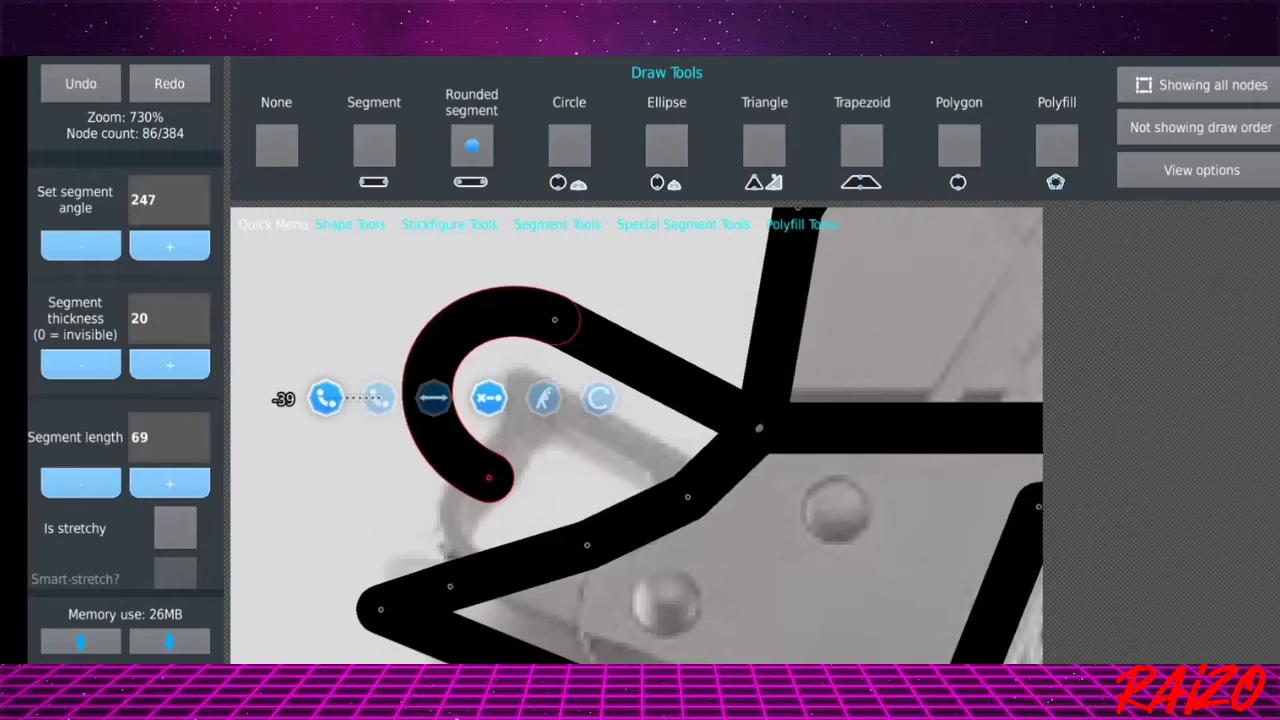 Undo
Redo
Zoom: 730%
Node count: 86/384
Set segment
angle
247
-
+
Segment
thickness
(0 = invisible)
20
-
+
Segment length
69
-
+
Is stretchy
Smart-stretch?
Memory use: 26MB
Draw Tools
None
Segment
Rounded
segment
Circle
Ellipse
Triangle
Trapezoid
Polygon
Polyfill
Showing all nodes
Not showing draw order
View options
Quick Menu
Shape Tools
Stickfigure Tools
Segment Tools
Special Segment Tools
Polyfill Tools
-39
RAiZO